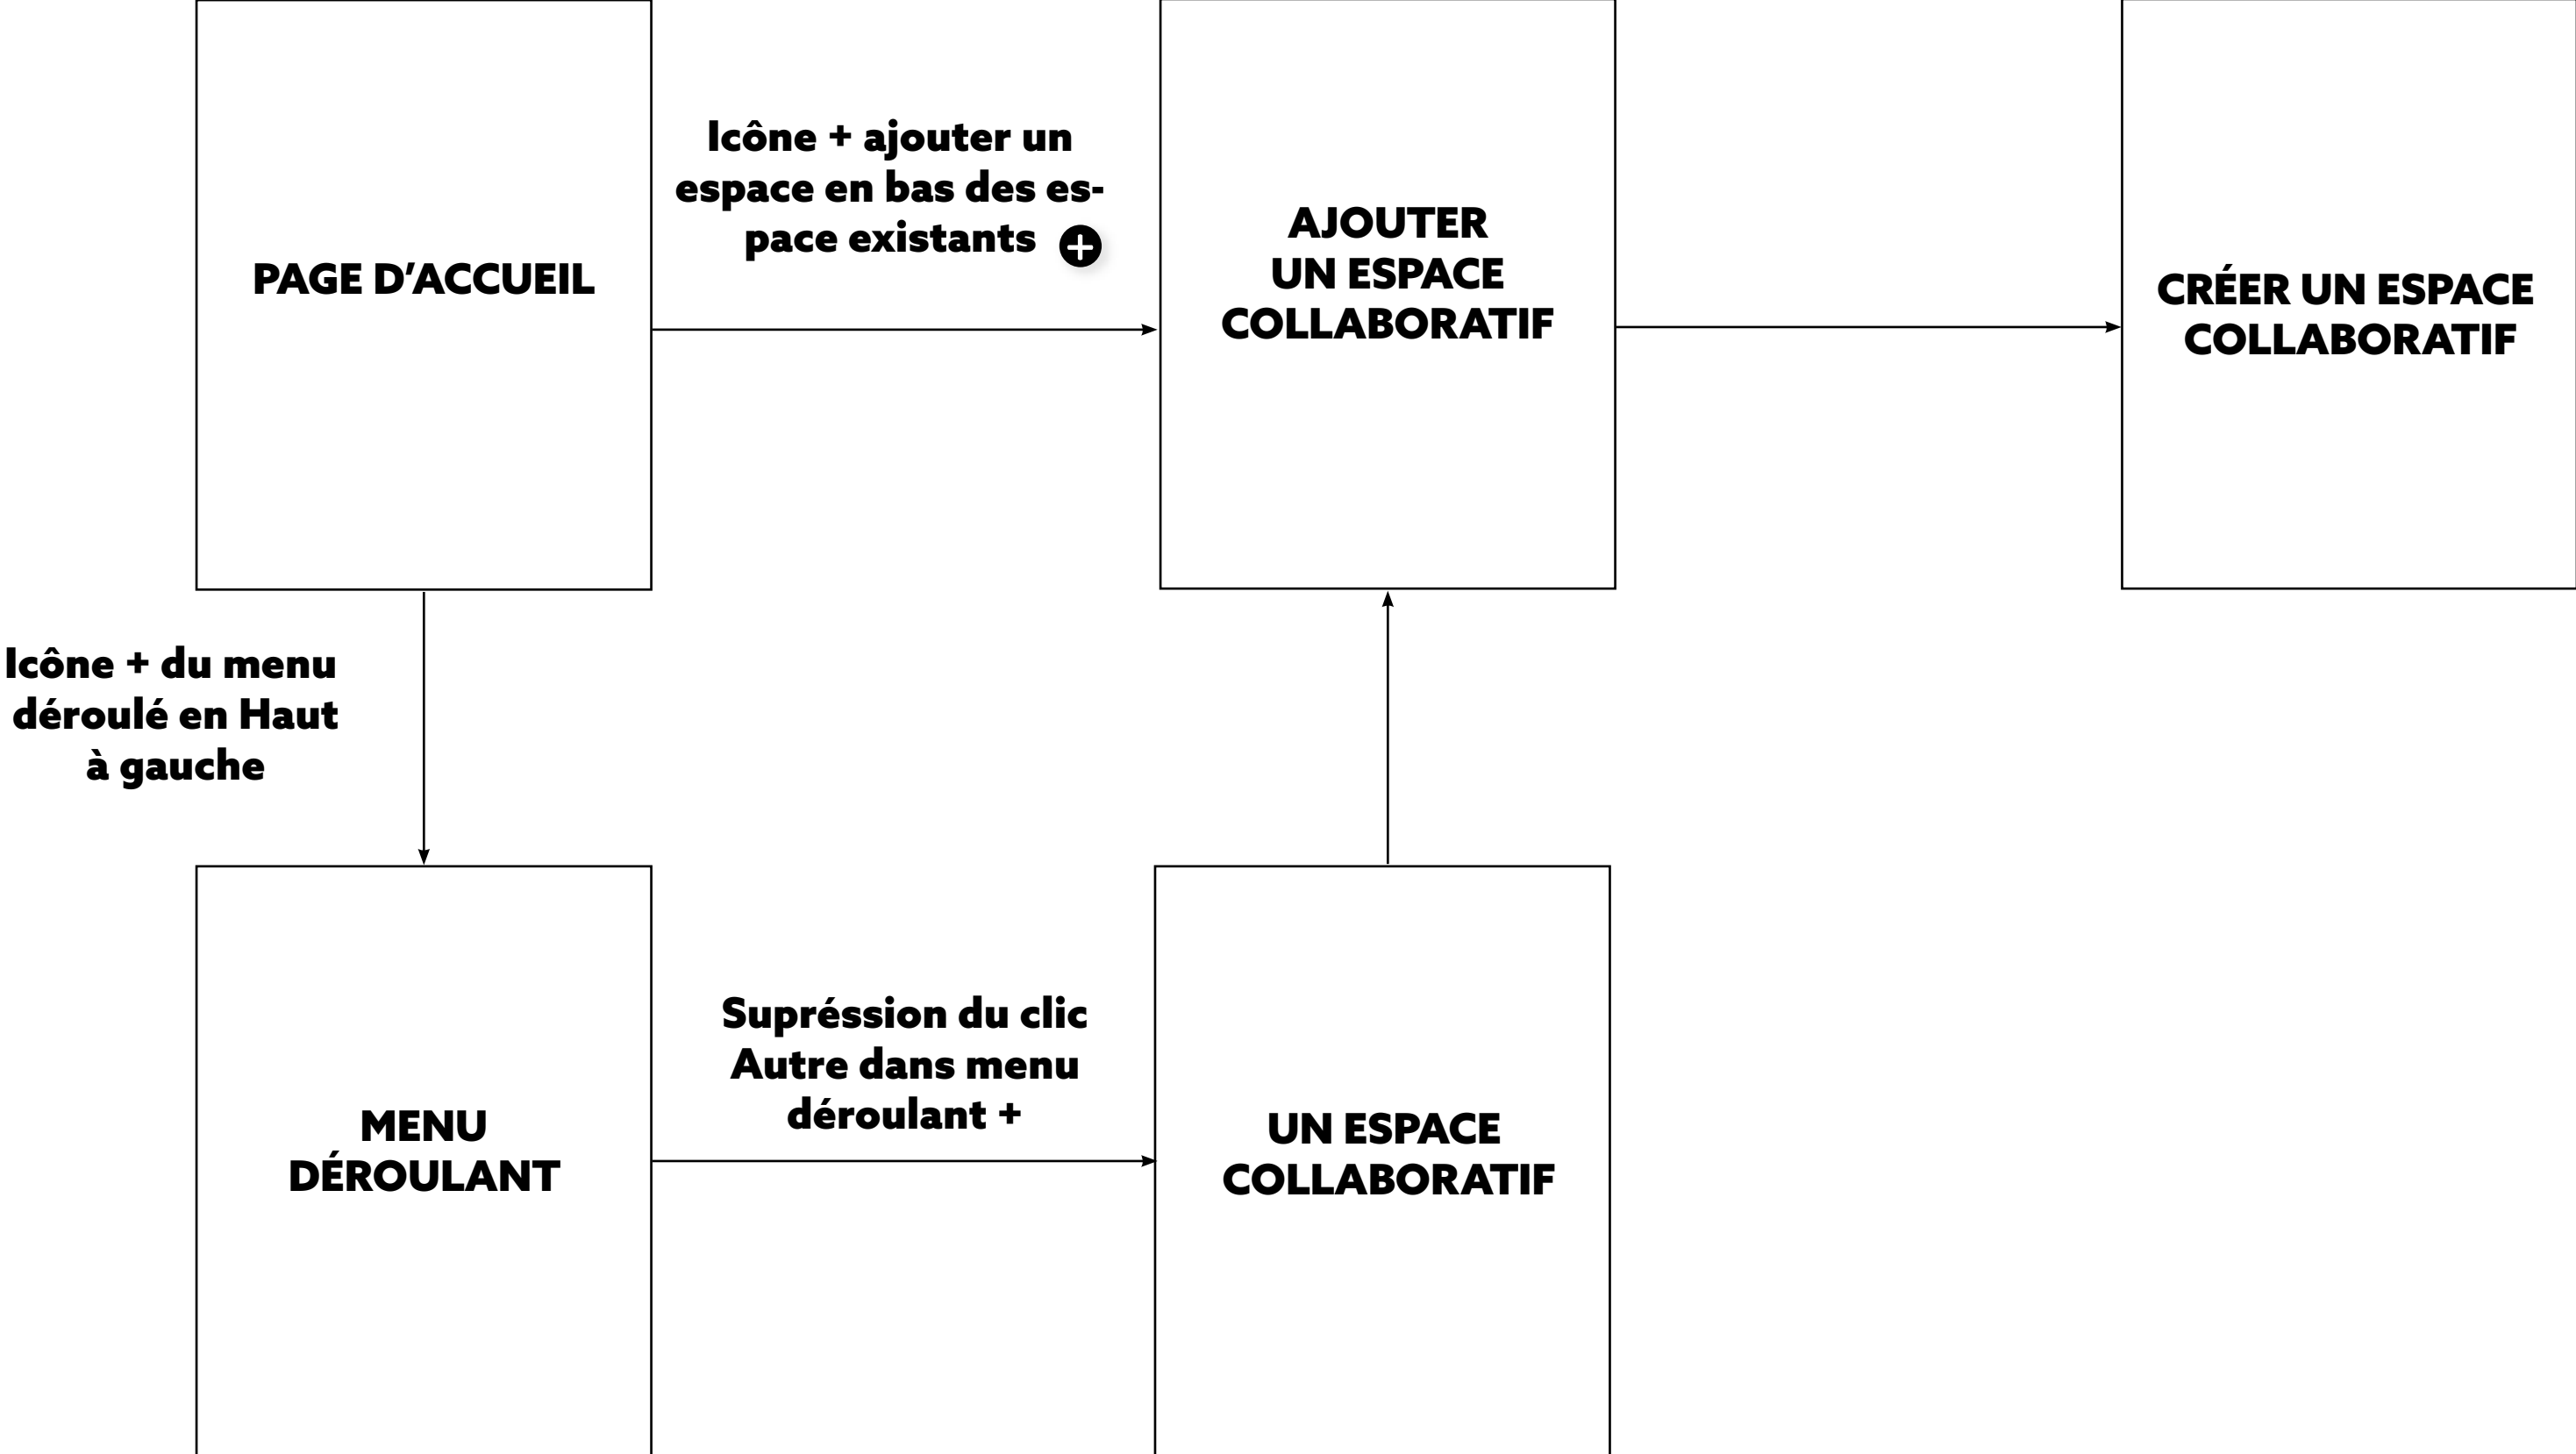 PAGE D’ACCUEIL
Icône + ajouter un
espace en bas des es-
pace existants
AJOUTER
UN ESPACE
COLLABORATIF
CRÉER UN ESPACE
COLLABORATIF
Icône + du menu
déroulé en Haut
à gauche
MENU
DÉROULANT
Supréssion du clic
Autre dans menu
déroulant +
UN ESPACE
COLLABORATIF